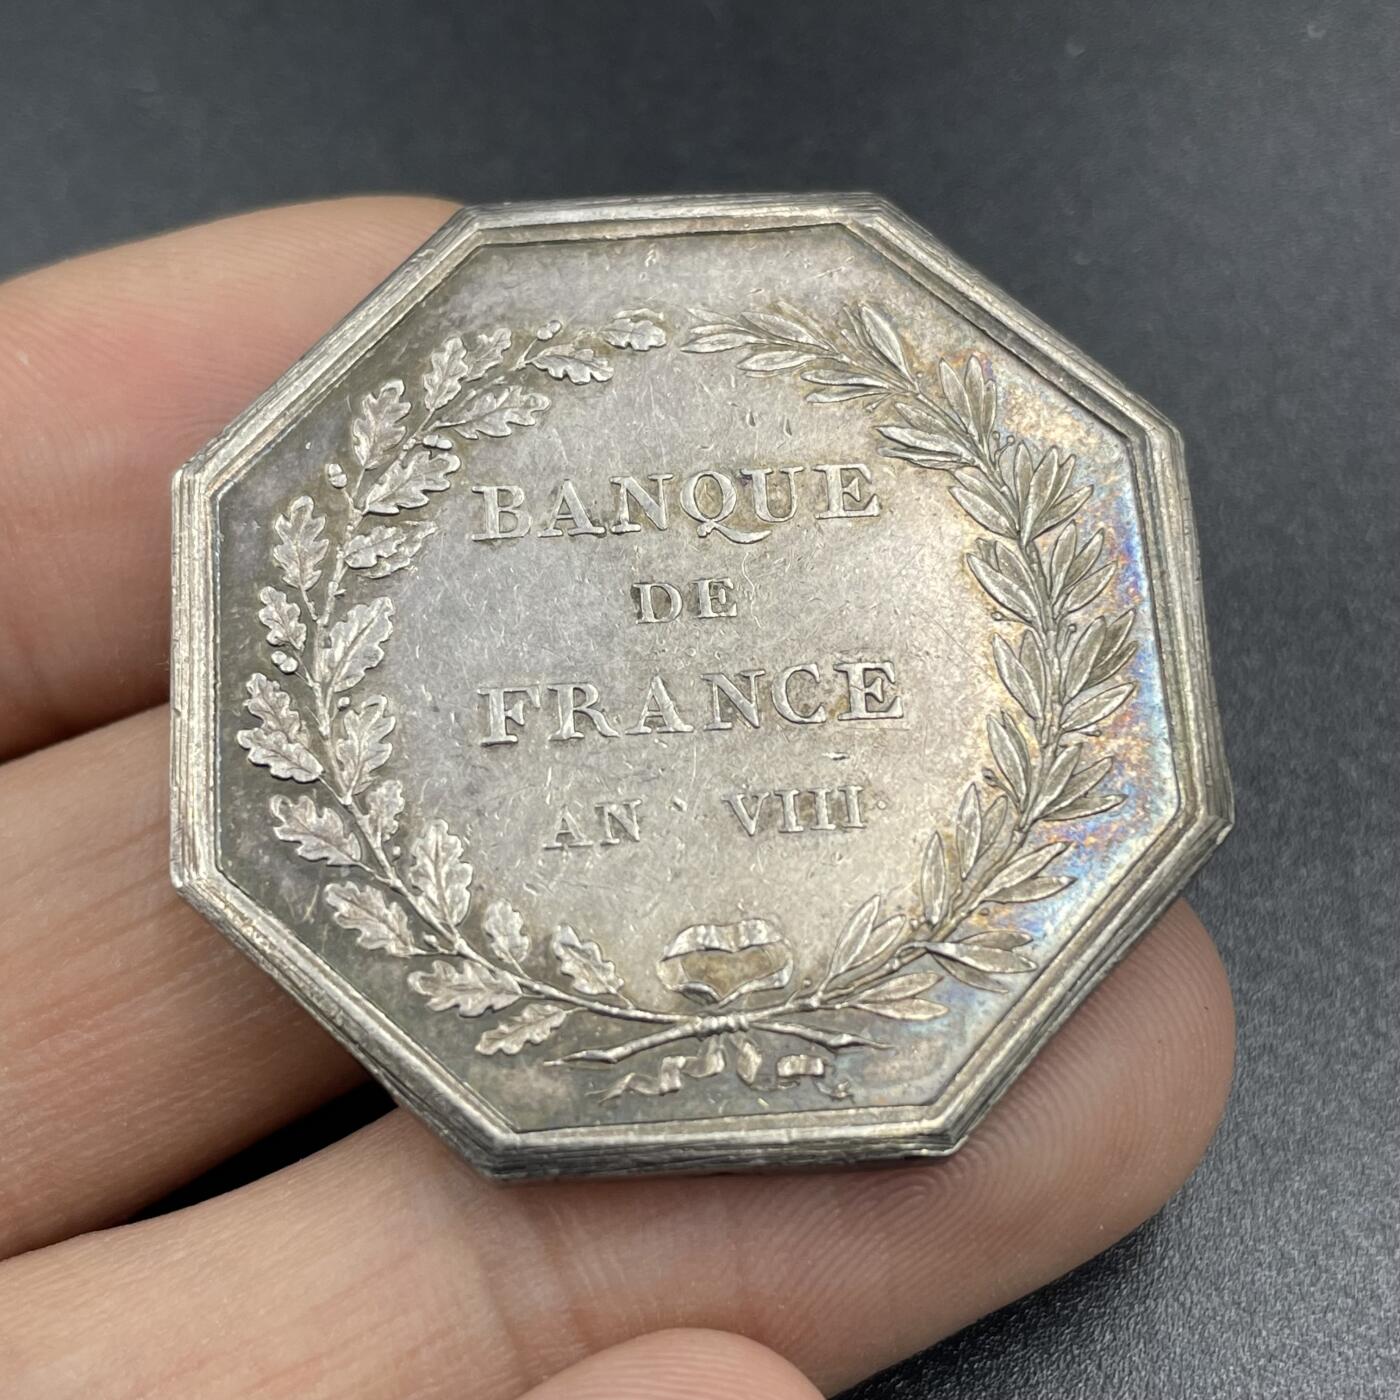 BANQUE
DE
FRANCE
AN · VIII ·